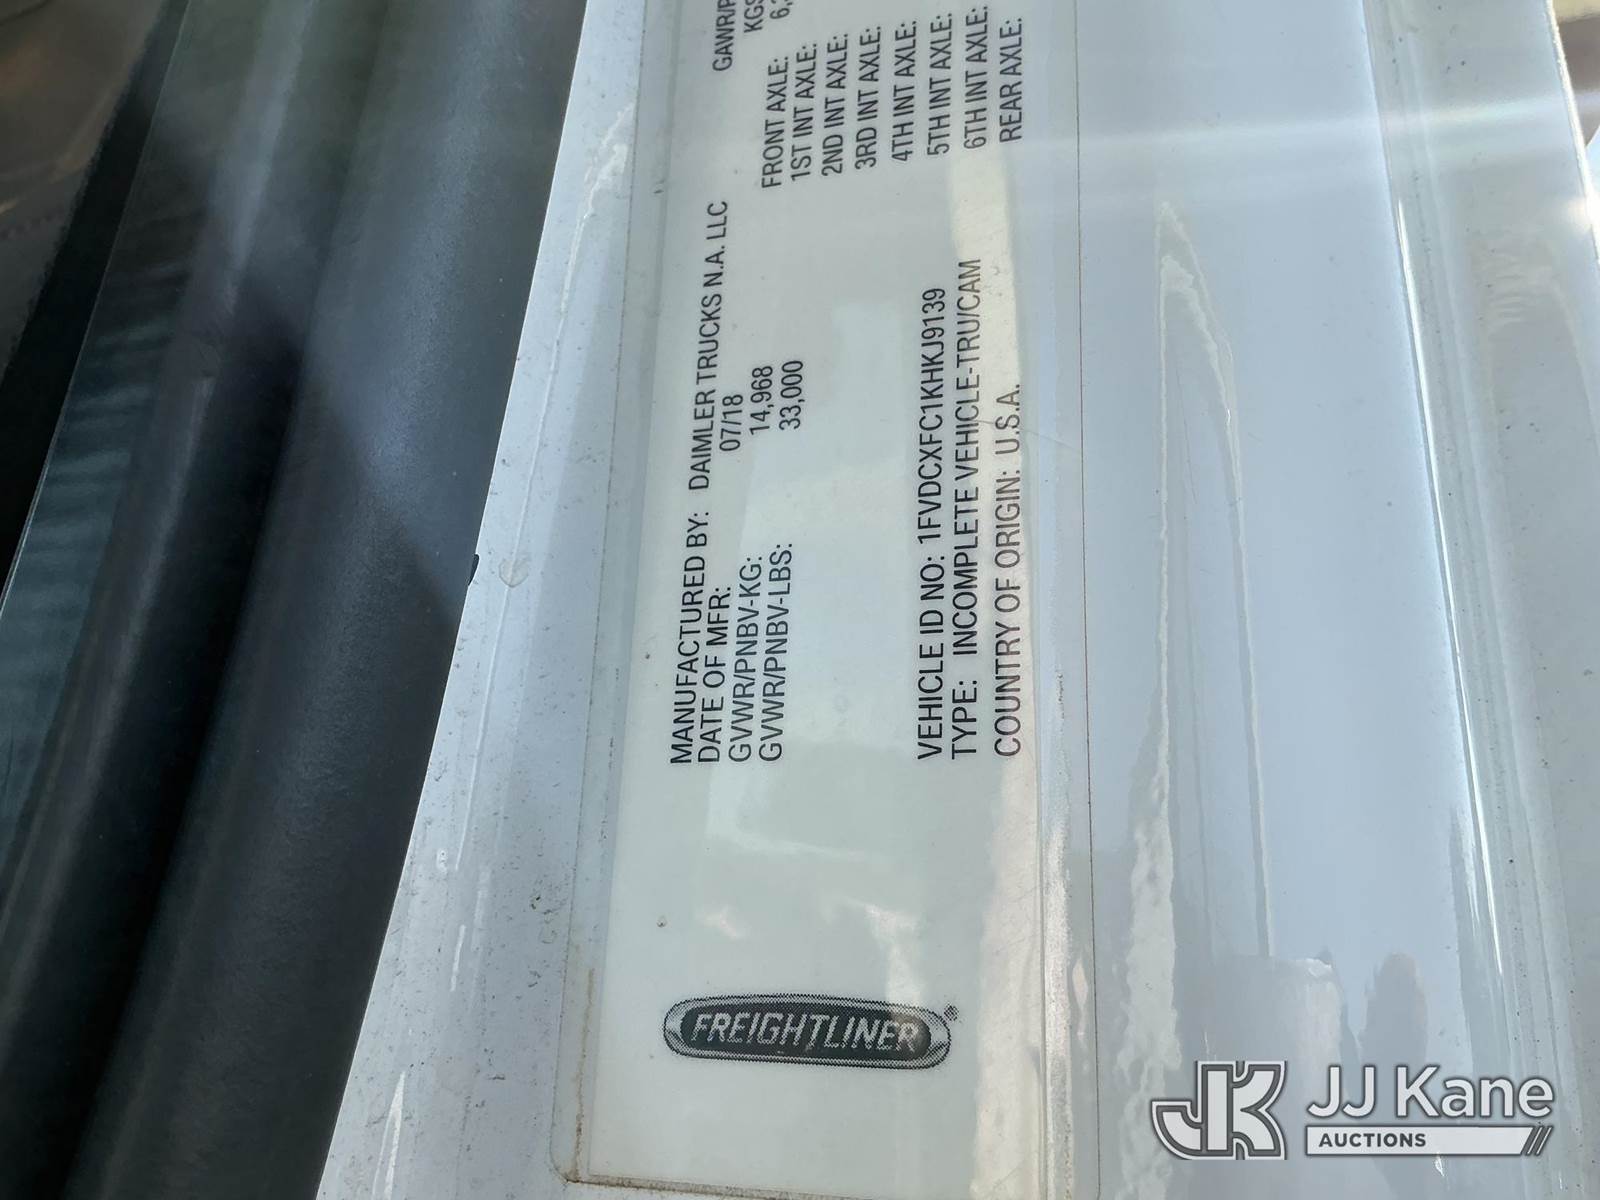 MANUFACTURED BY: DAIMLER TRUCKS N.A. LLC
DATE OF MFR: 07/18
GVWR/PNBV-KG: 14,968
GVWR/PNBV-LBS: 33,000
VEHICLE ID NO: 1FVDCXFC1KHKJ9139
TYPE: INCOMPLETE VEHICLE-TRU/CAM
COUNTRY OF ORIGIN: U.S.A.
FRONT AXLE:
1ST INT AXLE:
2ND INT AXLE:
3RD INT AXLE:
4TH INT AXLE:
5TH INT AXLE:
6TH INT AXLE:
REAR AXLE:
FREIGHTLINER®
JK JJ Kane
AUCTIONS